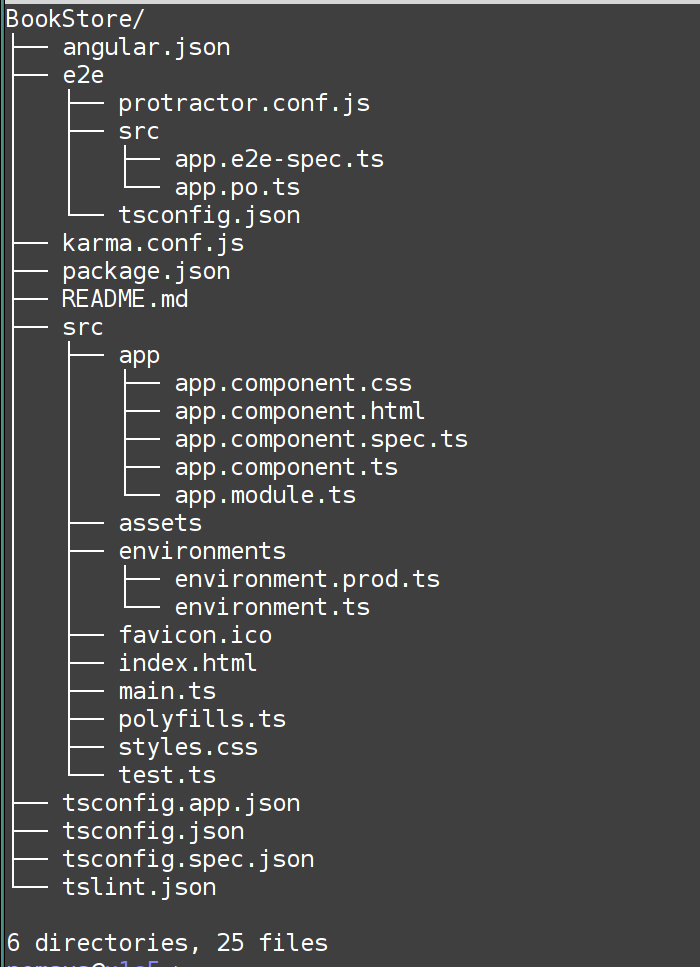 BookStore/
├── angular.json
├── e2e
│   ├── protractor.conf.js
│   ├── src
│   │   ├── app.e2e-spec.ts
│   │   └── app.po.ts
│   └── tsconfig.json
├── karma.conf.js
├── package.json
├── README.md
├── src
│   ├── app
│   │   ├── app.component.css
│   │   ├── app.component.html
│   │   ├── app.component.spec.ts
│   │   ├── app.component.ts
│   │   └── app.module.ts
│   ├── assets
│   ├── environments
│   │   ├── environment.prod.ts
│   │   └── environment.ts
│   ├── favicon.ico
│   ├── index.html
│   ├── main.ts
│   ├── polyfills.ts
│   ├── styles.css
│   └── test.ts
├── tsconfig.app.json
├── tsconfig.json
├── tsconfig.spec.json
└── tslint.json
6 directories, 25 files